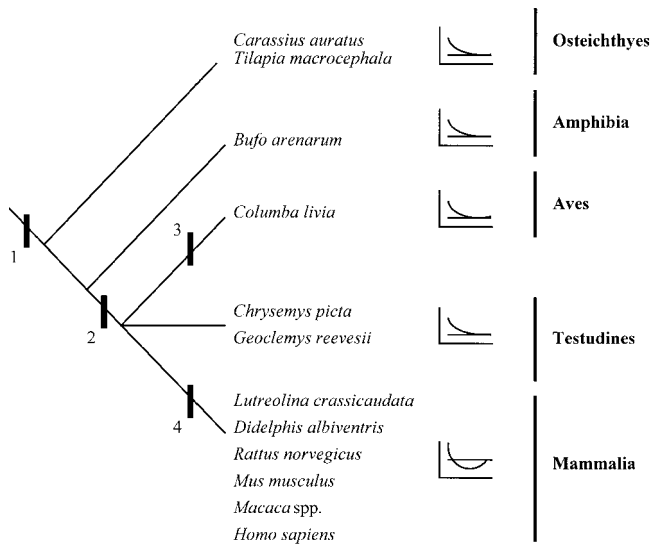 Carassius auratus
Tilapia macrocephala
Osteichthyes
Bufo arenarum
Amphibia
Columba livia
Aves
3
1
2
Chrysemys picta
Geoclemys reevesii
Testudines
4
Lutreolina crassicaudata
Didelphis albiventris
Rattus norvegicus
Mus musculus
Macaca spp.
Homo sapiens
Mammalia